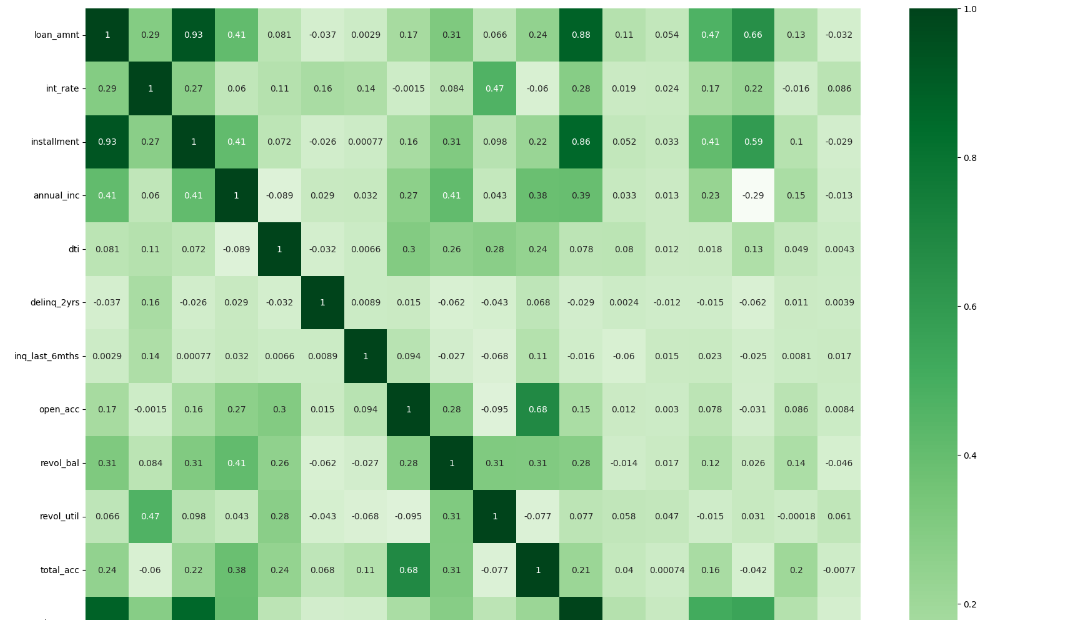 1.0
loan_amnt 1 0.29 0.93 0.41 0.081 -0.037 0.0029 0.17 0.31 0.066 0.24 0.88 0.11 0.054 0.47 0.66 0.13 -0.032
int_rate 0.29 1 0.27 0.06 0.11 0.16 0.14 -0.0015 0.084 0.47 -0.06 0.28 0.019 0.024 0.17 0.22 -0.016 0.086
installment 0.93 0.27 1 0.41 0.072 -0.026 0.00077 0.16 0.31 0.098 0.22 0.86 0.052 0.033 0.41 0.59 0.1 -0.029
0.8
annual_inc 0.41 0.06 0.41 1 -0.089 0.029 0.032 0.27 0.41 0.043 0.38 0.39 0.033 0.013 0.23 -0.29 0.15 -0.013
dti 0.081 0.11 0.072 -0.089 1 -0.032 0.0066 0.3 0.26 0.28 0.24 0.078 0.08 0.012 0.018 0.13 0.049 0.0043
delinq_2yrs -0.037 0.16 -0.026 0.029 -0.032 1 0.0089 0.015 -0.062 -0.043 0.068 -0.029 0.0024 -0.012 -0.015 -0.062 0.011 0.0039
0.6
inq_last_6mths 0.0029 0.14 0.00077 0.032 0.0066 0.0089 1 0.094 -0.027 -0.068 0.11 -0.016 -0.06 0.015 0.023 -0.025 0.0081 0.017
open_acc 0.17 -0.0015 0.16 0.27 0.3 0.015 0.094 1 0.28 -0.095 0.68 0.15 0.012 0.003 0.078 -0.031 0.086 0.0084
0.4
revol_bal 0.31 0.084 0.31 0.41 0.26 -0.062 -0.027 0.28 1 0.31 0.31 0.28 -0.014 0.017 0.12 0.026 0.14 -0.046
revol_util 0.066 0.47 0.098 0.043 0.28 -0.043 -0.068 -0.095 0.31 1 -0.077 0.077 0.058 0.047 -0.015 0.031 -0.00018 0.061
total_acc 0.24 -0.06 0.22 0.38 0.24 0.068 0.11 0.68 0.31 -0.077 1 0.21 0.04 0.00074 0.16 -0.042 0.2 -0.0077
0.2